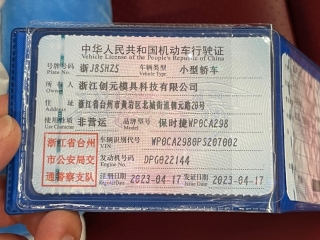 中华人民共和国机动车行驶证
Vehicle License of the People's Republic of China
号牌号码 浙J85HZ5 车辆类型 小型轿车
Plate No. Vehicle Type
所有人 浙江创元模具科技有限公司
Owner
住址 浙江省台州市黄岩区北城街道朝元路20号
Address
使用性质 非营运 品牌型号 保时捷WP0CA298
Use Character Model
浙江省台州市公安局交通警察支队
车辆识别代号 WP0CA2980PS207002
VIN
发动机号码 DPG022144
Engine No.
注册日期 2023-04-17 发证日期 2023-04-17
Register Date Issue Date